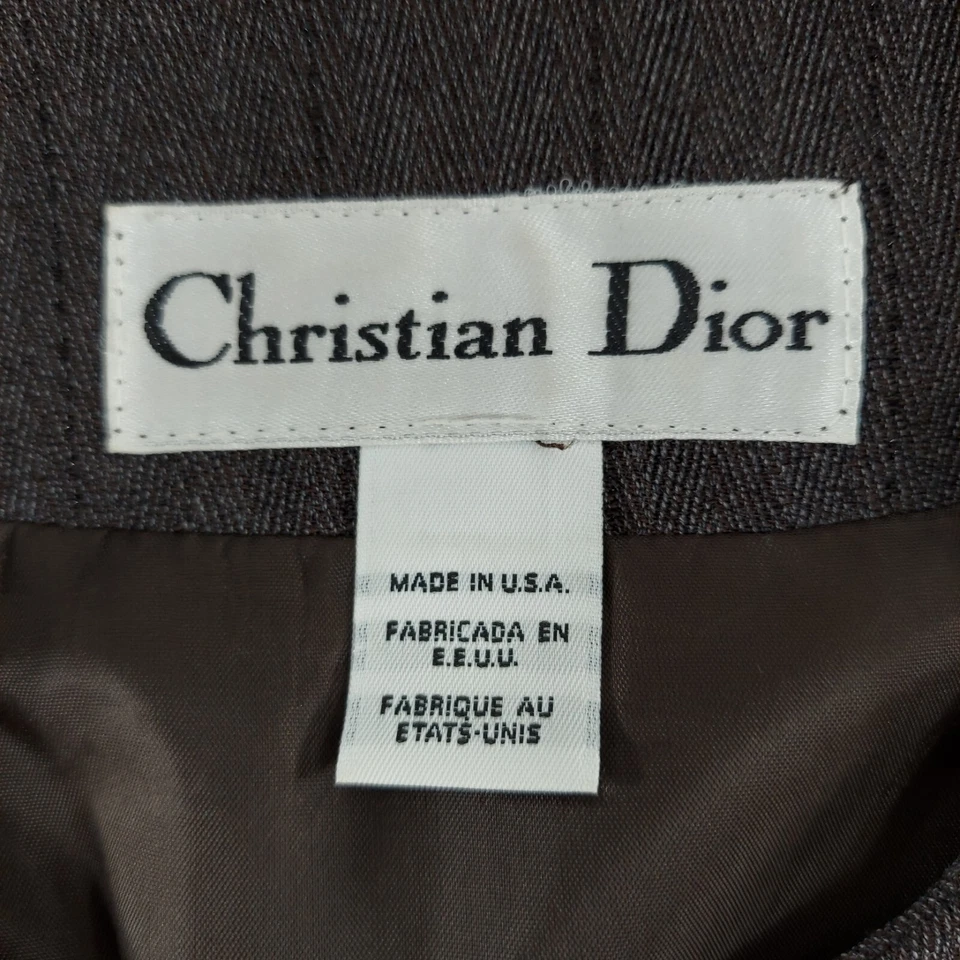 Christian Dior
MADE IN U.S.A.
FABRICADA EN
E.E.U.U.
FABRIQUE AU
ETATS-UNIS